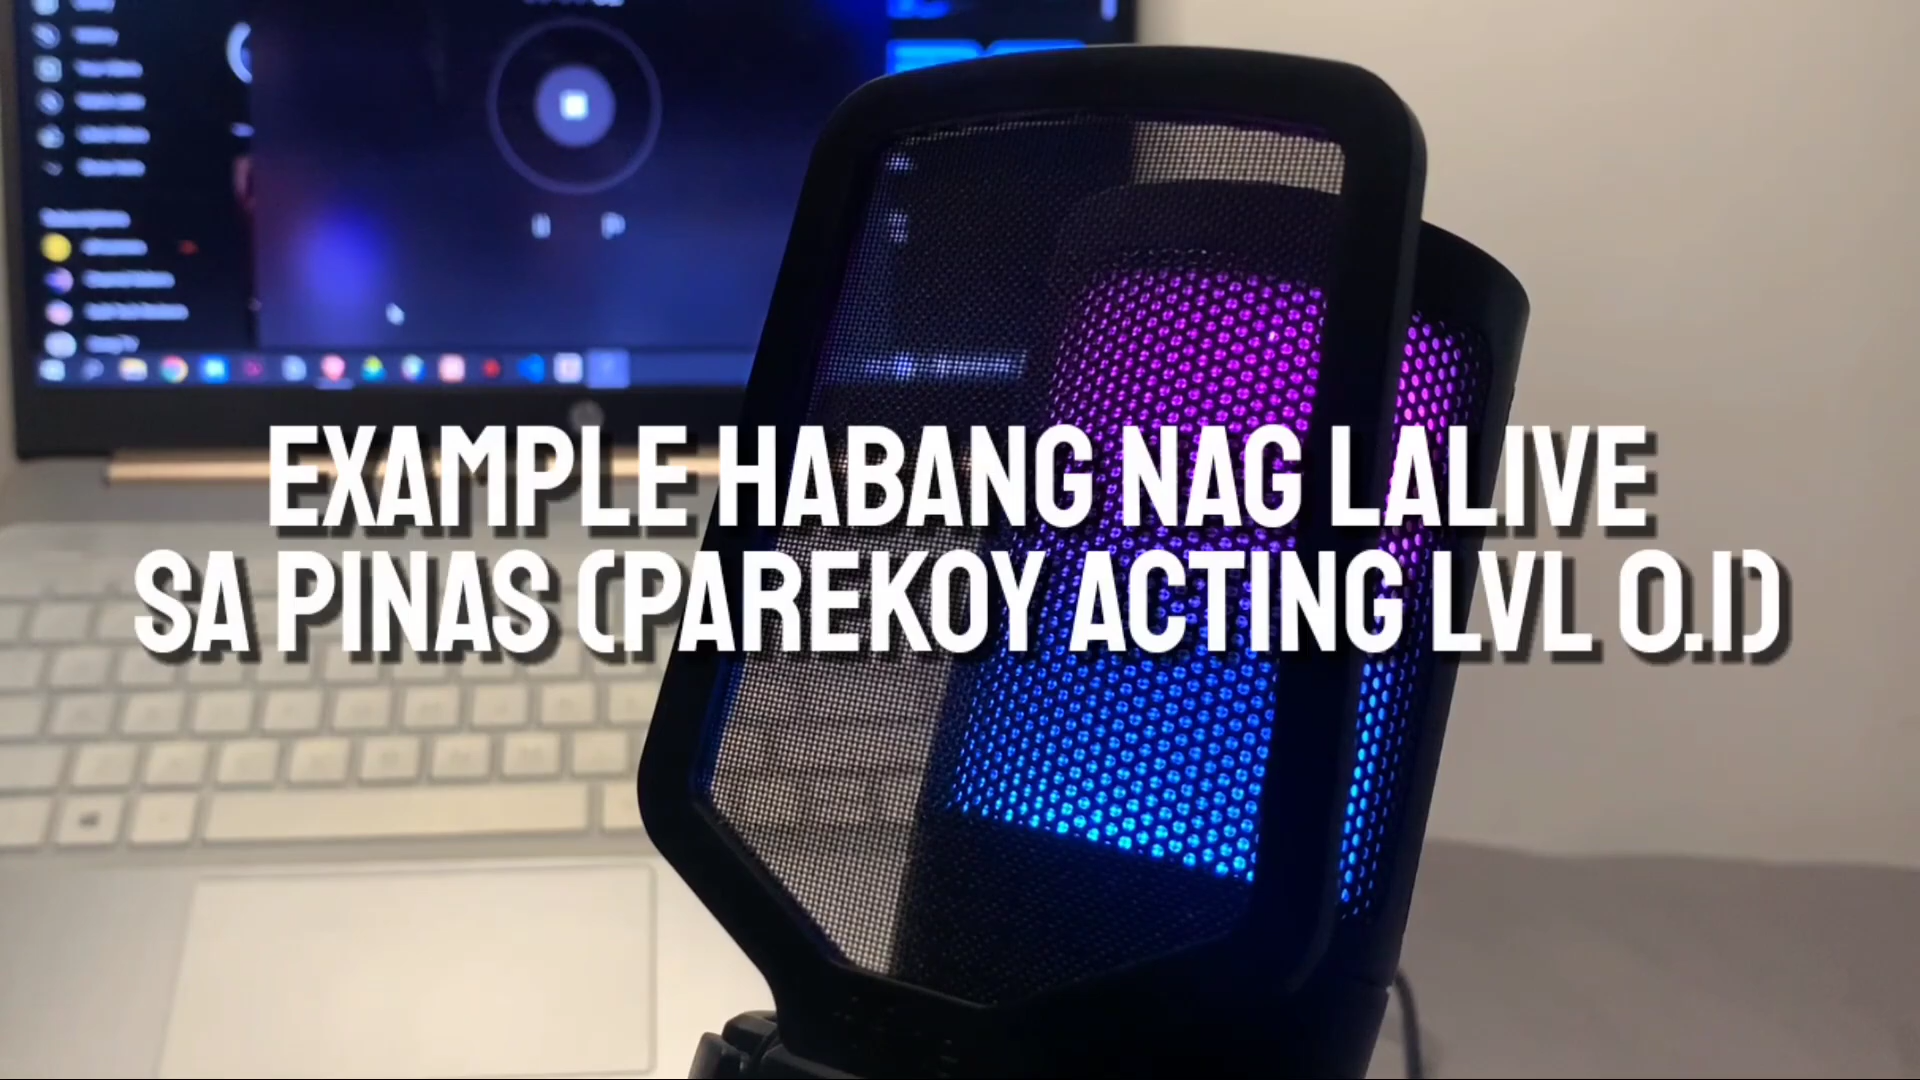 EXAMPLE HABANG NAG LALIVE
SA PINAS (PAREKOY ACTING LVL 0.1)